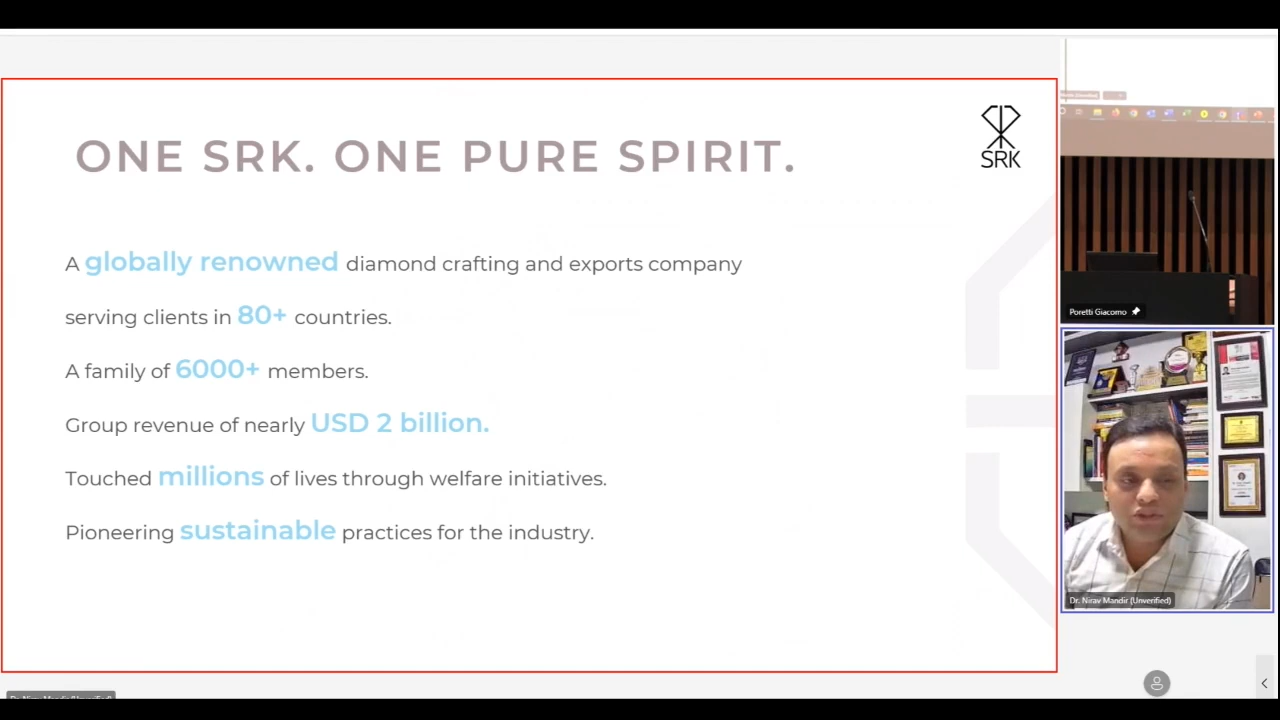 ONE SRK. ONE PURE SPIRIT.
SRK
A globally renowned diamond crafting and exports company
serving clients in 80+ countries.
A family of 6000+ members.
Group revenue of nearly USD 2 billion.
Touched millions of lives through welfare initiatives.
Pioneering sustainable practices for the industry.
Poretti Giacomo
Dr. Nirav Mandir (Unverified)